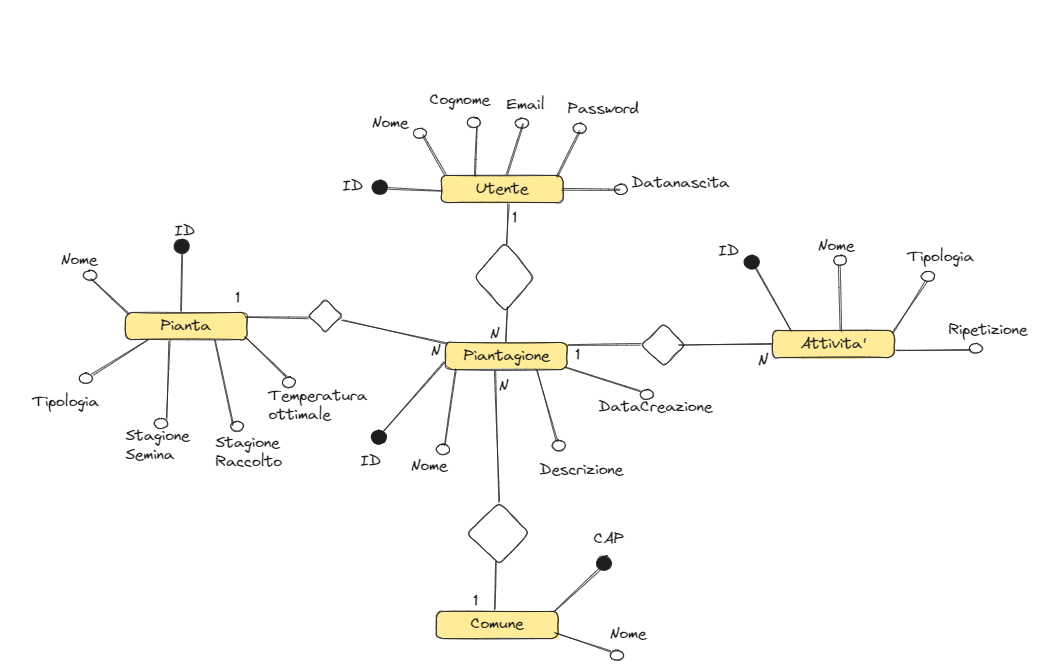 Cognome
Email
Password
Nome
ID
Utente
Datanascita
1
ID
Nome
1
Pianta
Tipologia
Stagione
Semina
Stagione
Raccolto
Temperatura
ottimale
N
N
Piantagione
1
N
ID
Nome
Descrizione
DataCreazione
ID
Nome
Tipologia
Ripetizione
Attivita'
N
CAP
1
Comune
Nome